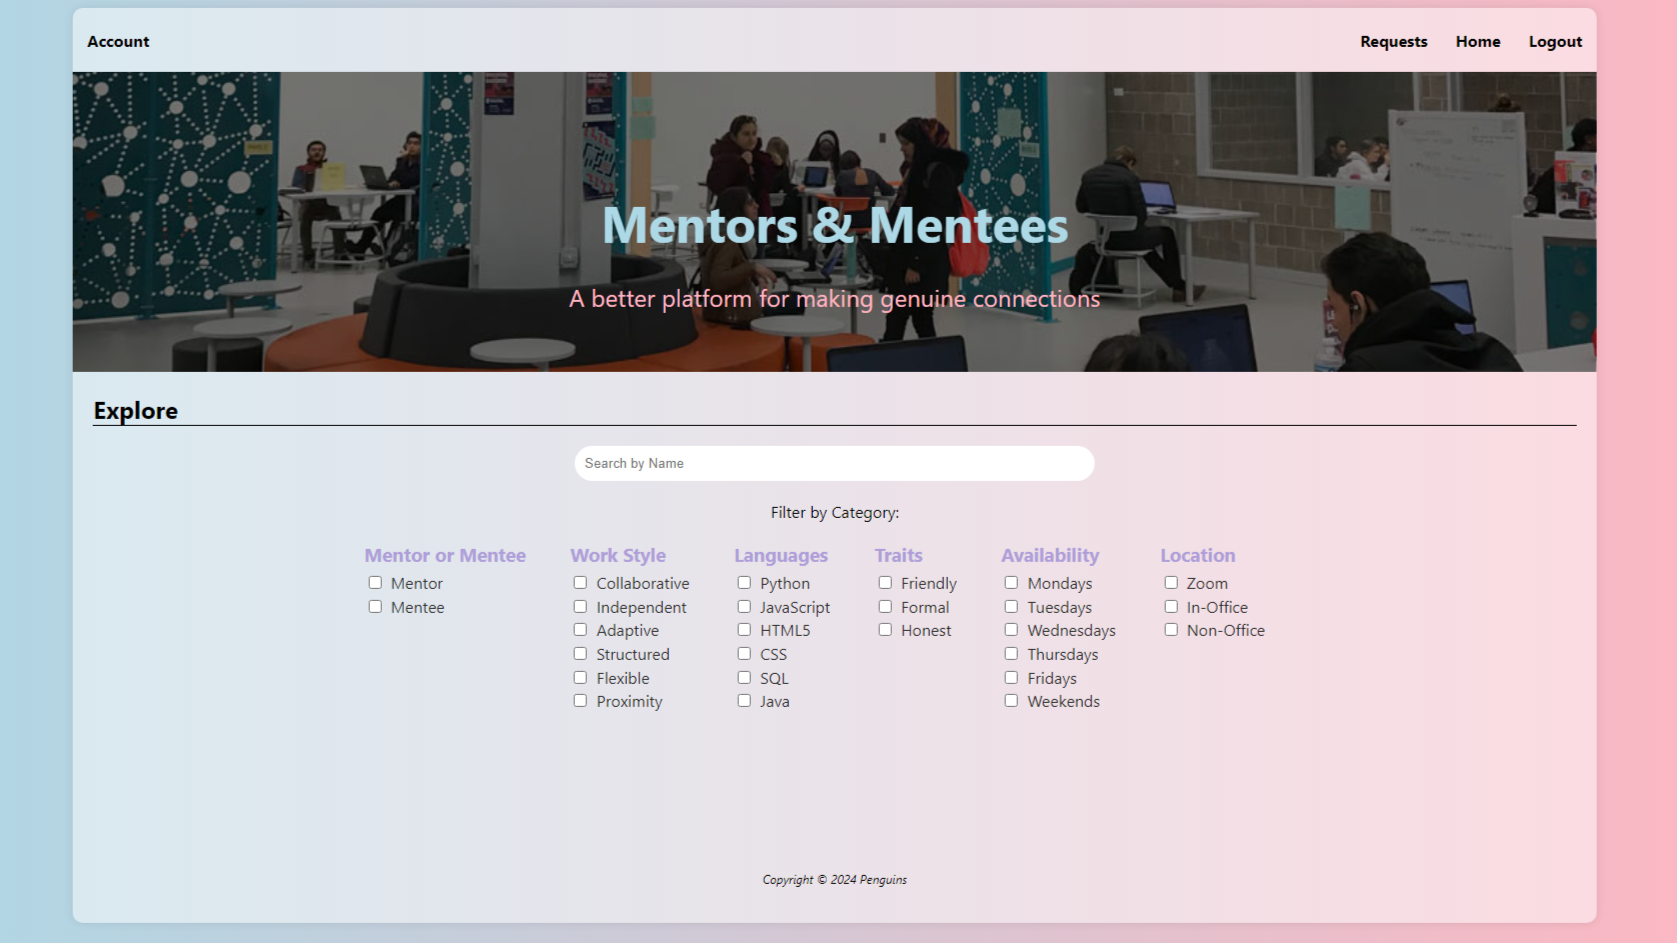 Account
Requests Home Logout
Mentors & Mentees
A better platform for making genuine connections
Explore
Search by Name
Filter by Category:
Mentor or Mentee
Mentor
Mentee
Work Style
Collaborative
Independent
Adaptive
Structured
Flexible
Proximity
Languages
Python
JavaScript
HTML5
CSS
SQL
Java
Traits
Friendly
Formal
Honest
Availability
Mondays
Tuesdays
Wednesdays
Thursdays
Fridays
Weekends
Location
Zoom
In-Office
Non-Office
Copyright © 2024 Penguins